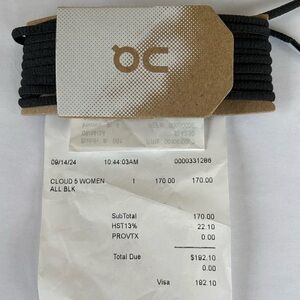 09/14/24 10:44:03AM 0000331286
CLOUD 5 WOMEN 1 170.00 170.00
ALL BLK
SubTotal 170.00
HST13% 22.10
PROVTX 0.00
Total Due $192.10
0.00
Visa 192.10